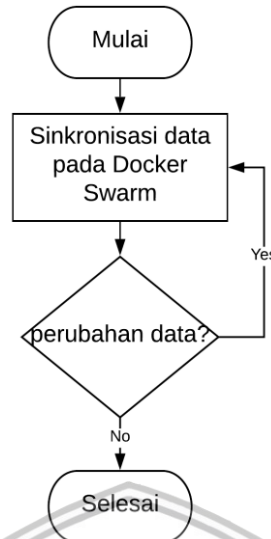 Mulai
Sinkronisasi data
pada Docker
Swarm
Yes
perubahan data?
No
Selesai